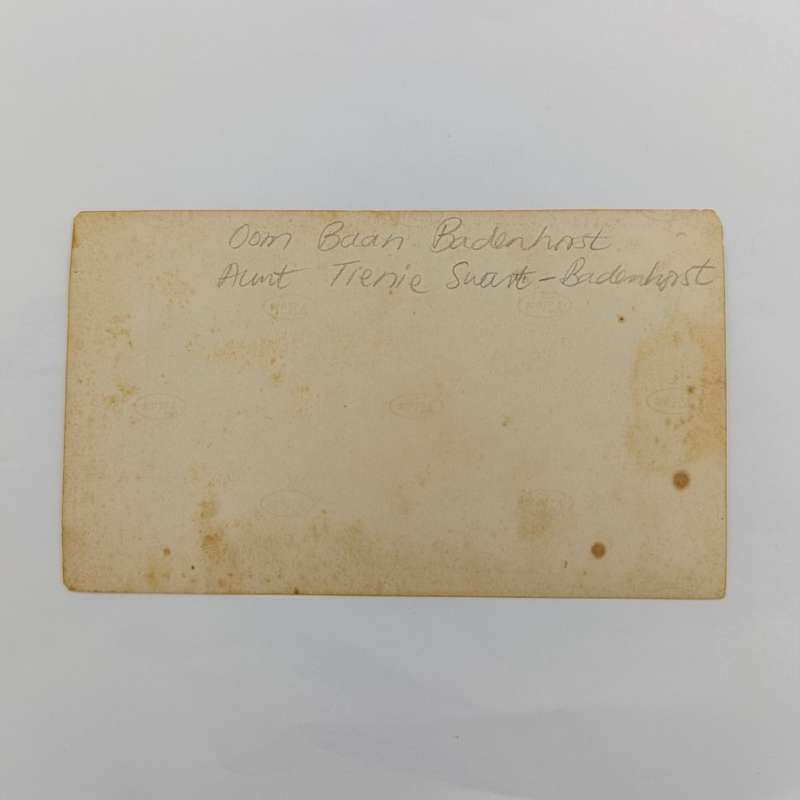 Oom Baan Badenhorst
Aunt Tienie Swart-Badenhorst